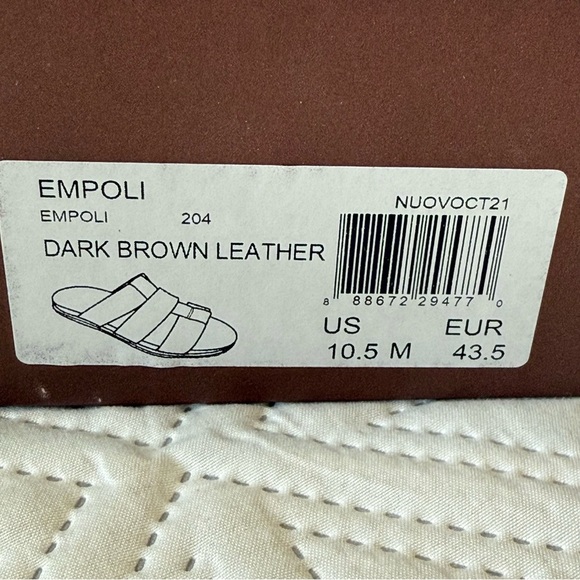 EMPOLI
EMPOLI 204
DARK BROWN LEATHER
NUOVOCT21
8 88672 29477 0
US EUR
10.5 M 43.5